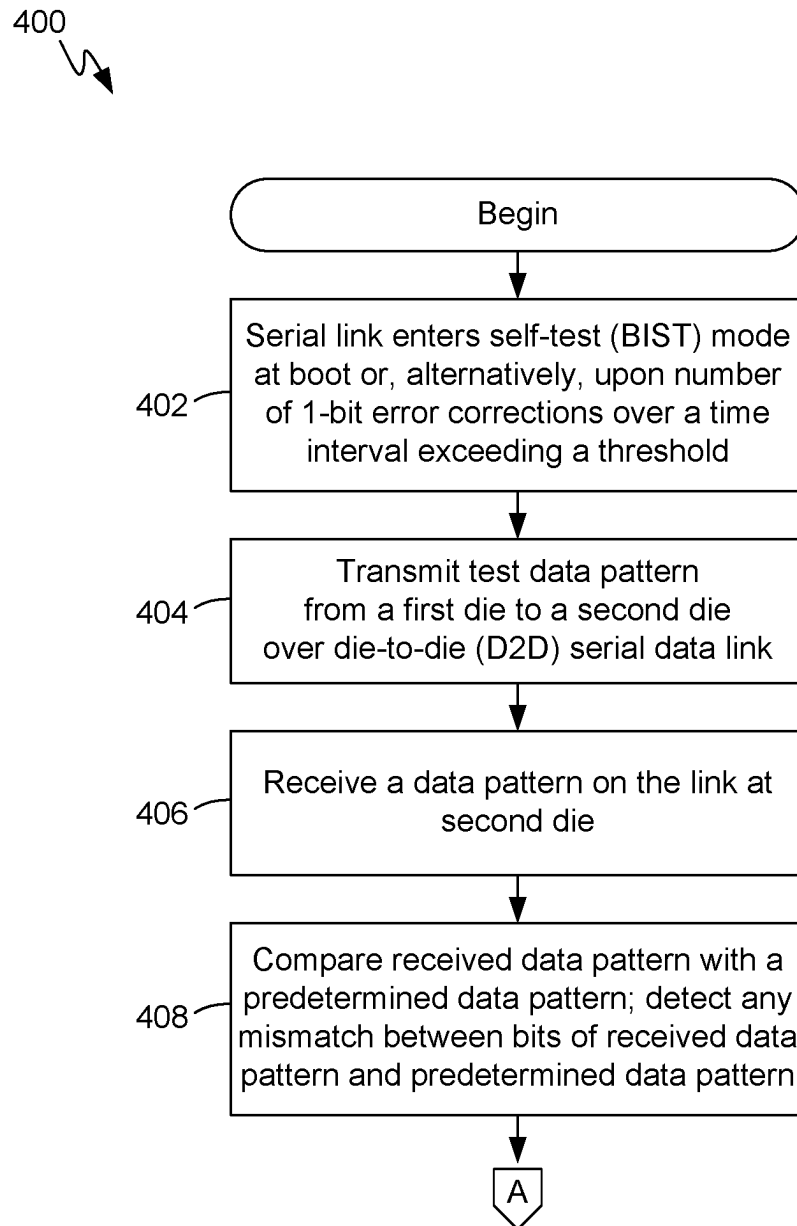 400
Begin
402
Serial link enters self-test (BIST) mode
at boot or, alternatively, upon number
of 1-bit error corrections over a time
interval exceeding a threshold
404
Transmit test data pattern
from a first die to a second die
over die-to-die (D2D) serial data link
406
Receive a data pattern on the link at
second die
408
Compare received data pattern with a
predetermined data pattern; detect any
mismatch between bits of received data
pattern and predetermined data pattern
A